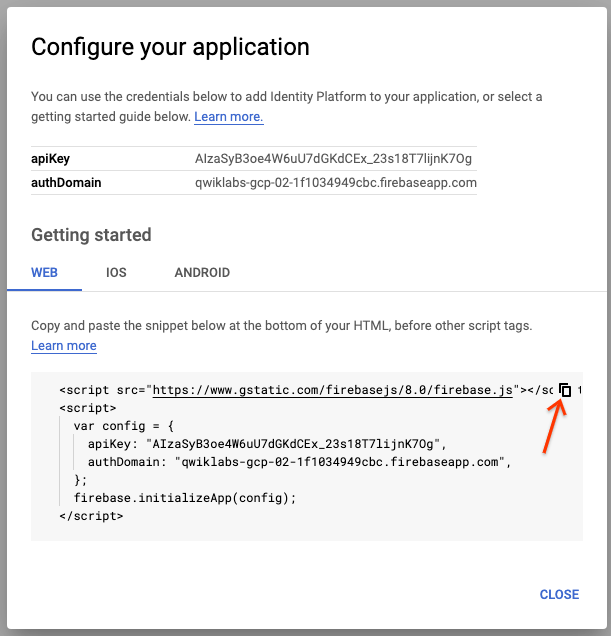 Configure your application
You can use the credentials below to add Identity Platform to your application, or select a
getting started guide below. Learn more.
apiKey AIzaSyB3oe4W6uU7dGKdCEx_23s18T7lijnK7Og
authDomain qwiklabs-gcp-02-1f1034949cbc.firebaseapp.com
Getting started
WEB IOS ANDROID
Copy and paste the snippet below at the bottom of your HTML, before other script tags.
Learn more
<script src="https://www.gstatic.com/firebasejs/8.0/firebase.js"></sc
<script>
var config = {
apiKey: "AIzaSyB3oe4W6uU7dGKdCEx_23s18T7lijnK7Og",
authDomain: "qwiklabs-gcp-02-1f1034949cbc.firebaseapp.com",
};
firebase.initializeApp(config);
</script>
CLOSE